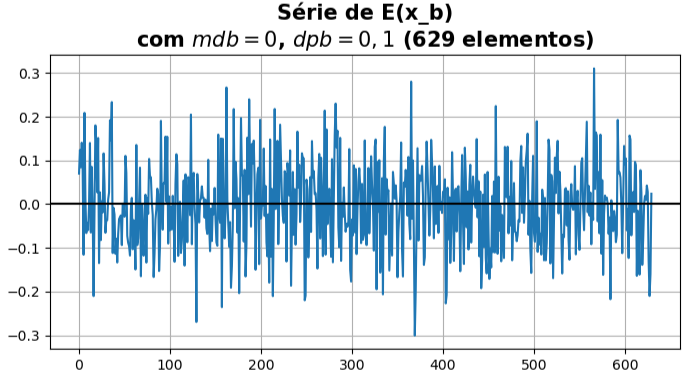 Série de E(x_b)
com mdb = 0, dpb = 0, 1 (629 elementos)
0.3
0.2
0.1
0.0
−0.1
−0.2
−0.3
0 100 200 300 400 500 600